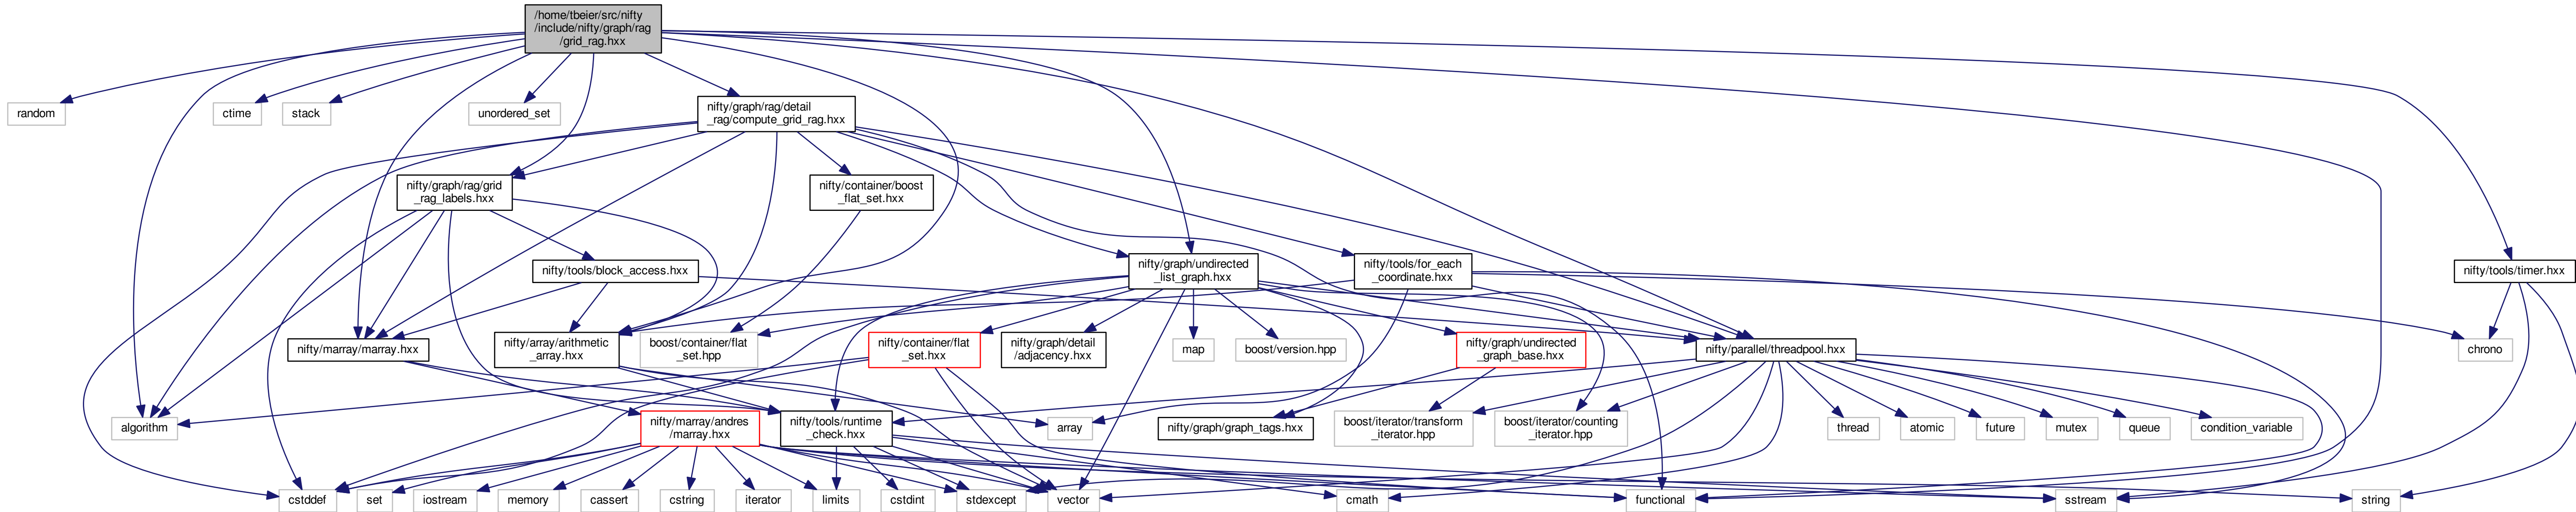 /home/tbeier/src/nifty
/include/nifty/graph/rag
/grid_rag.hxx
random
ctime
stack
unordered_set
nifty/graph/rag/detail
_rag/compute_grid_rag.hxx
nifty/graph/rag/grid
_rag_labels.hxx
nifty/container/boost
_flat_set.hxx
nifty/tools/block_access.hxx
nifty/graph/undirected
_list_graph.hxx
nifty/tools/for_each
_coordinate.hxx
nifty/tools/timer.hxx
nifty/marray/marray.hxx
nifty/array/arithmetic
_array.hxx
boost/container/flat
_set.hpp
nifty/container/flat
_set.hxx
nifty/graph/detail
/adjacency.hxx
map
boost/version.hpp
nifty/graph/undirected
_graph_base.hxx
nifty/parallel/threadpool.hxx
chrono
algorithm
nifty/marray/andres
/marray.hxx
nifty/tools/runtime
_check.hxx
array
nifty/graph/graph_tags.hxx
boost/iterator/transform
_iterator.hpp
boost/iterator/counting
_iterator.hpp
thread
atomic
future
mutex
queue
condition_variable
cstddef
set
iostream
memory
cassert
cstring
iterator
limits
cstdint
stdexcept
vector
cmath
functional
sstream
string